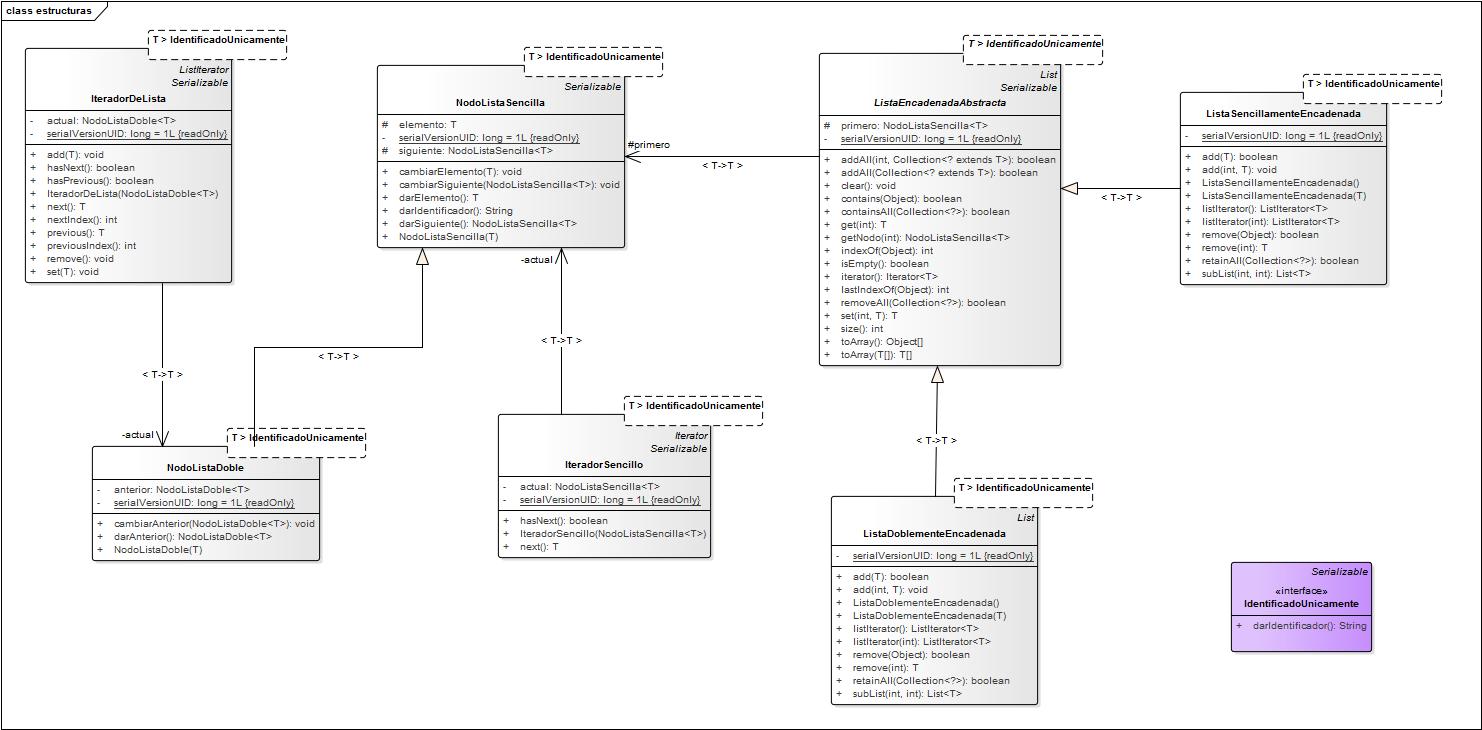 class estructuras
T > IdentificadoUnicamente
ListIterator
Serializable
IteradorDeLista
- actual: NodoListaDoble<T>
- serialVersionUID: long = 1L {readOnly}
+ add(T): void
+ hasNext(): boolean
+ hasPrevious(): boolean
+ IteradorDeLista(NodoListaDoble<T>)
+ next(): T
+ nextIndex(): int
+ previous(): T
+ previousIndex(): int
+ remove(): void
+ set(T): void
< T->T >
-actual
T > IdentificadoUnicamente
NodoListaDoble
- anterior: NodoListaDoble<T>
- serialVersionUID: long = 1L {readOnly}
+ cambiarAnterior(NodoListaDoble<T>): void
+ darAnterior(): NodoListaDoble<T>
+ NodoListaDoble(T)
< T->T >
T > IdentificadoUnicamente
Serializable
NodoListaSencilla
# elemento: T
- serialVersionUID: long = 1L {readOnly}
# siguiente: NodoListaSencilla<T>
+ cambiarElemento(T): void
+ cambiarSiguiente(NodoListaSencilla<T>): void
+ darElemento(): T
+ darIdentificador(): String
+ darSiguiente(): NodoListaSencilla<T>
+ NodoListaSencilla(T)
-actual
< T->T >
T > IdentificadoUnicamente
Iterator
Serializable
IteradorSencillo
- actual: NodoListaSencilla<T>
- serialVersionUID: long = 1L {readOnly}
+ hasNext(): boolean
+ IteradorSencillo(NodoListaSencilla<T>)
+ next(): T
#primero
< T->T >
T > IdentificadoUnicamente
List
Serializable
ListaEncadenadaAbstracta
# primero: NodoListaSencilla<T>
- serialVersionUID: long = 1L {readOnly}
+ addAll(int, Collection<? extends T>): boolean
+ addAll(Collection<? extends T>): boolean
+ clear(): void
+ contains(Object): boolean
+ containsAll(Collection<?>): boolean
+ get(int): T
+ getNodo(int): NodoListaSencilla<T>
+ indexOf(Object): int
+ isEmpty(): boolean
+ iterator(): Iterator<T>
+ lastIndexOf(Object): int
+ removeAll(Collection<?>): boolean
+ set(int, T): T
+ size(): int
+ toArray(): Object[]
+ toArray(T[]): T[]
< T->T >
T > IdentificadoUnicamente
List
ListaDoblementeEncadenada
- serialVersionUID: long = 1L {readOnly}
+ add(T): boolean
+ add(int, T): void
+ ListaDoblementeEncadenada()
+ ListaDoblementeEncadenada(T)
+ listIterator(): ListIterator<T>
+ listIterator(int): ListIterator<T>
+ remove(Object): boolean
+ remove(int): T
+ retainAll(Collection<?>): boolean
+ subList(int, int): List<T>
< T->T >
T > IdentificadoUnicamente
ListaSencillamenteEncadenada
- serialVersionUID: long = 1L {readOnly}
+ add(T): boolean
+ add(int, T): void
+ ListaSencillamenteEncadenada()
+ ListaSencillamenteEncadenada(T)
+ listIterator(): ListIterator<T>
+ listIterator(int): ListIterator<T>
+ remove(Object): boolean
+ remove(int): T
+ retainAll(Collection<?>): boolean
+ subList(int, int): List<T>
Serializable
«interface»
IdentificadoUnicamente
+ darIdentificador(): String